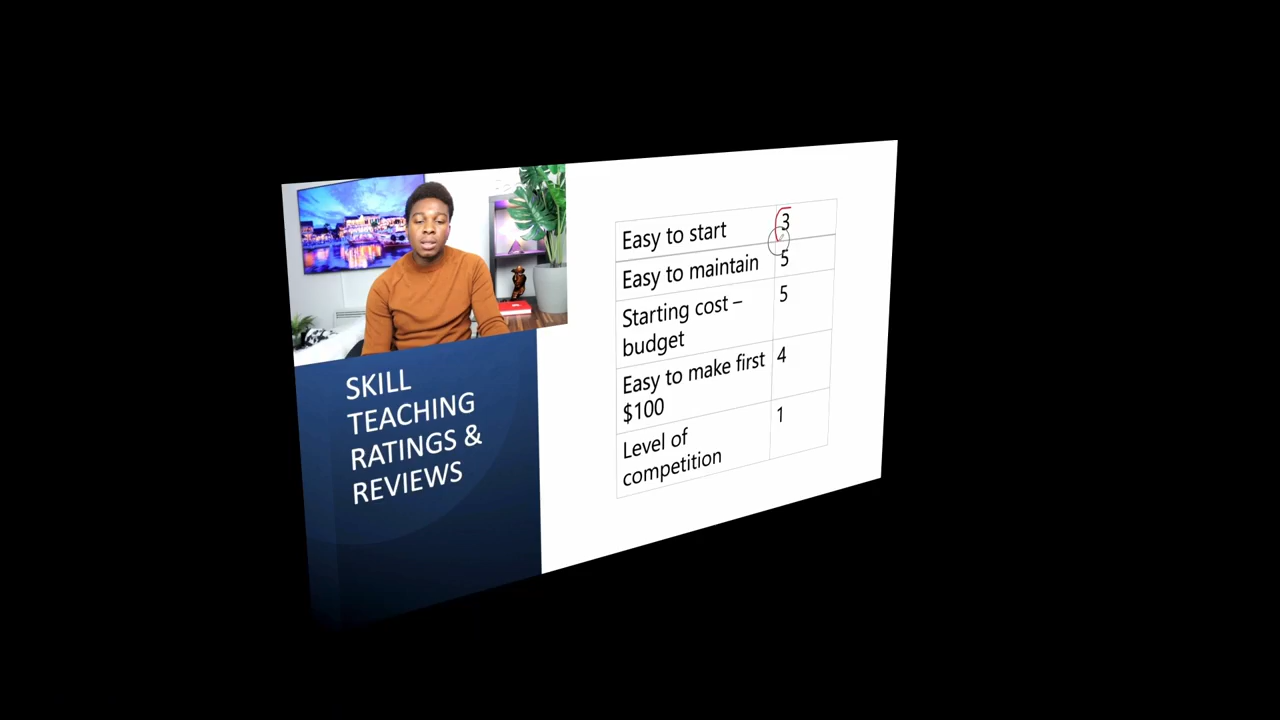 SKILL
TEACHING
RATINGS &
REVIEWS
Easy to start 3
Easy to maintain 5
Starting cost – 5
budget
Easy to make first 4
$100
Level of 1
competition